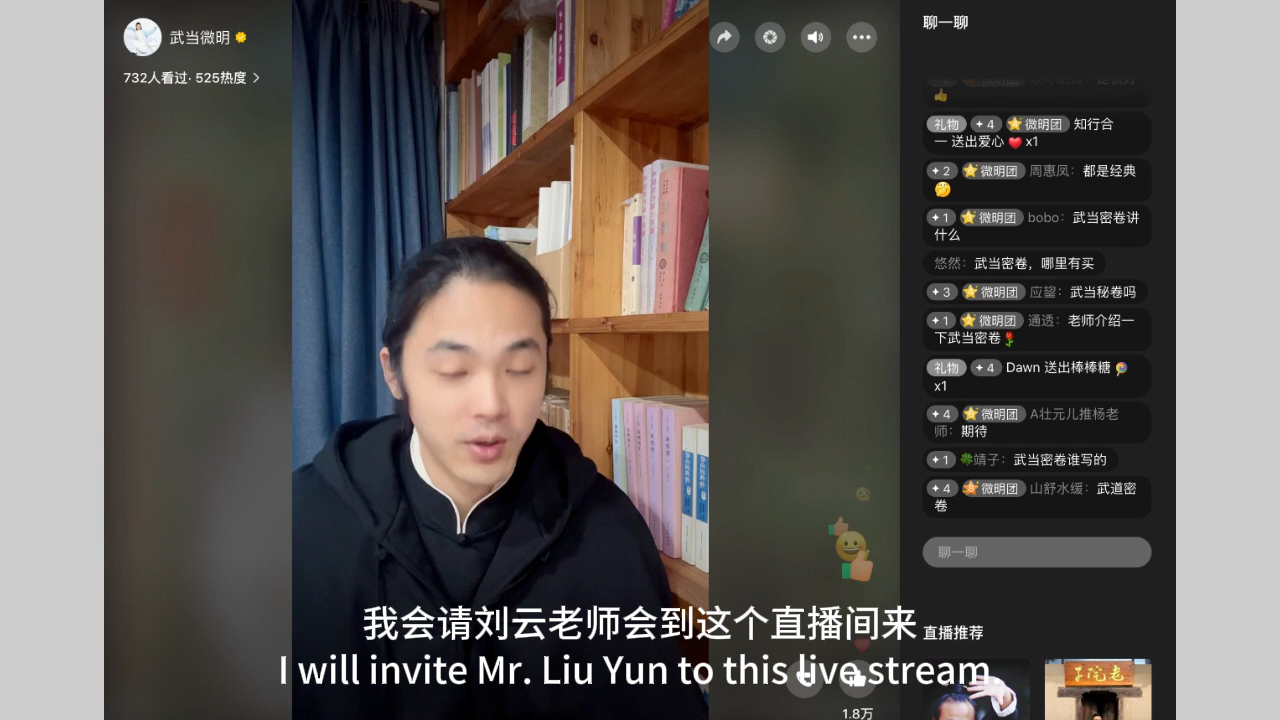 武当微明
732人看过· 525热度 >
聊一聊
礼物 +4 微明团 知行合
一 送出爱心 ❤️ x1
+2 微明团 周惠凤：都是经典
🤭
+1 微明团 bobo：武当密卷讲
什么
悠然：武当密卷，哪里有买
+3 微明团 应鋆：武当秘卷吗
+1 微明团 通透：老师介绍一
下武当密卷🌹
礼物 +4 Dawn 送出棒棒糖 🍭
x1
+4 微明团 A壮元儿推杨老
师：期待
+1 🍀靖子：武当密卷谁写的
+4 微明团 山舒水缓：武道密
卷
聊一聊
我会请刘云老师会到这个直播间来
I will invite Mr. Liu Yun to this live stream.
直播推荐
1.8万